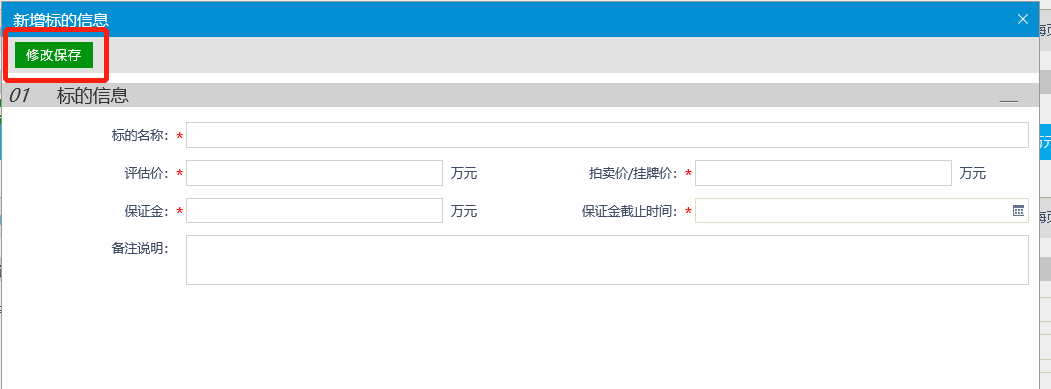 新增标的信息
修改保存
01 标的信息
标的名称：*
评估价：* 万元 拍卖价/挂牌价：* 万元
保证金：* 万元 保证金截止时间：*
备注说明：